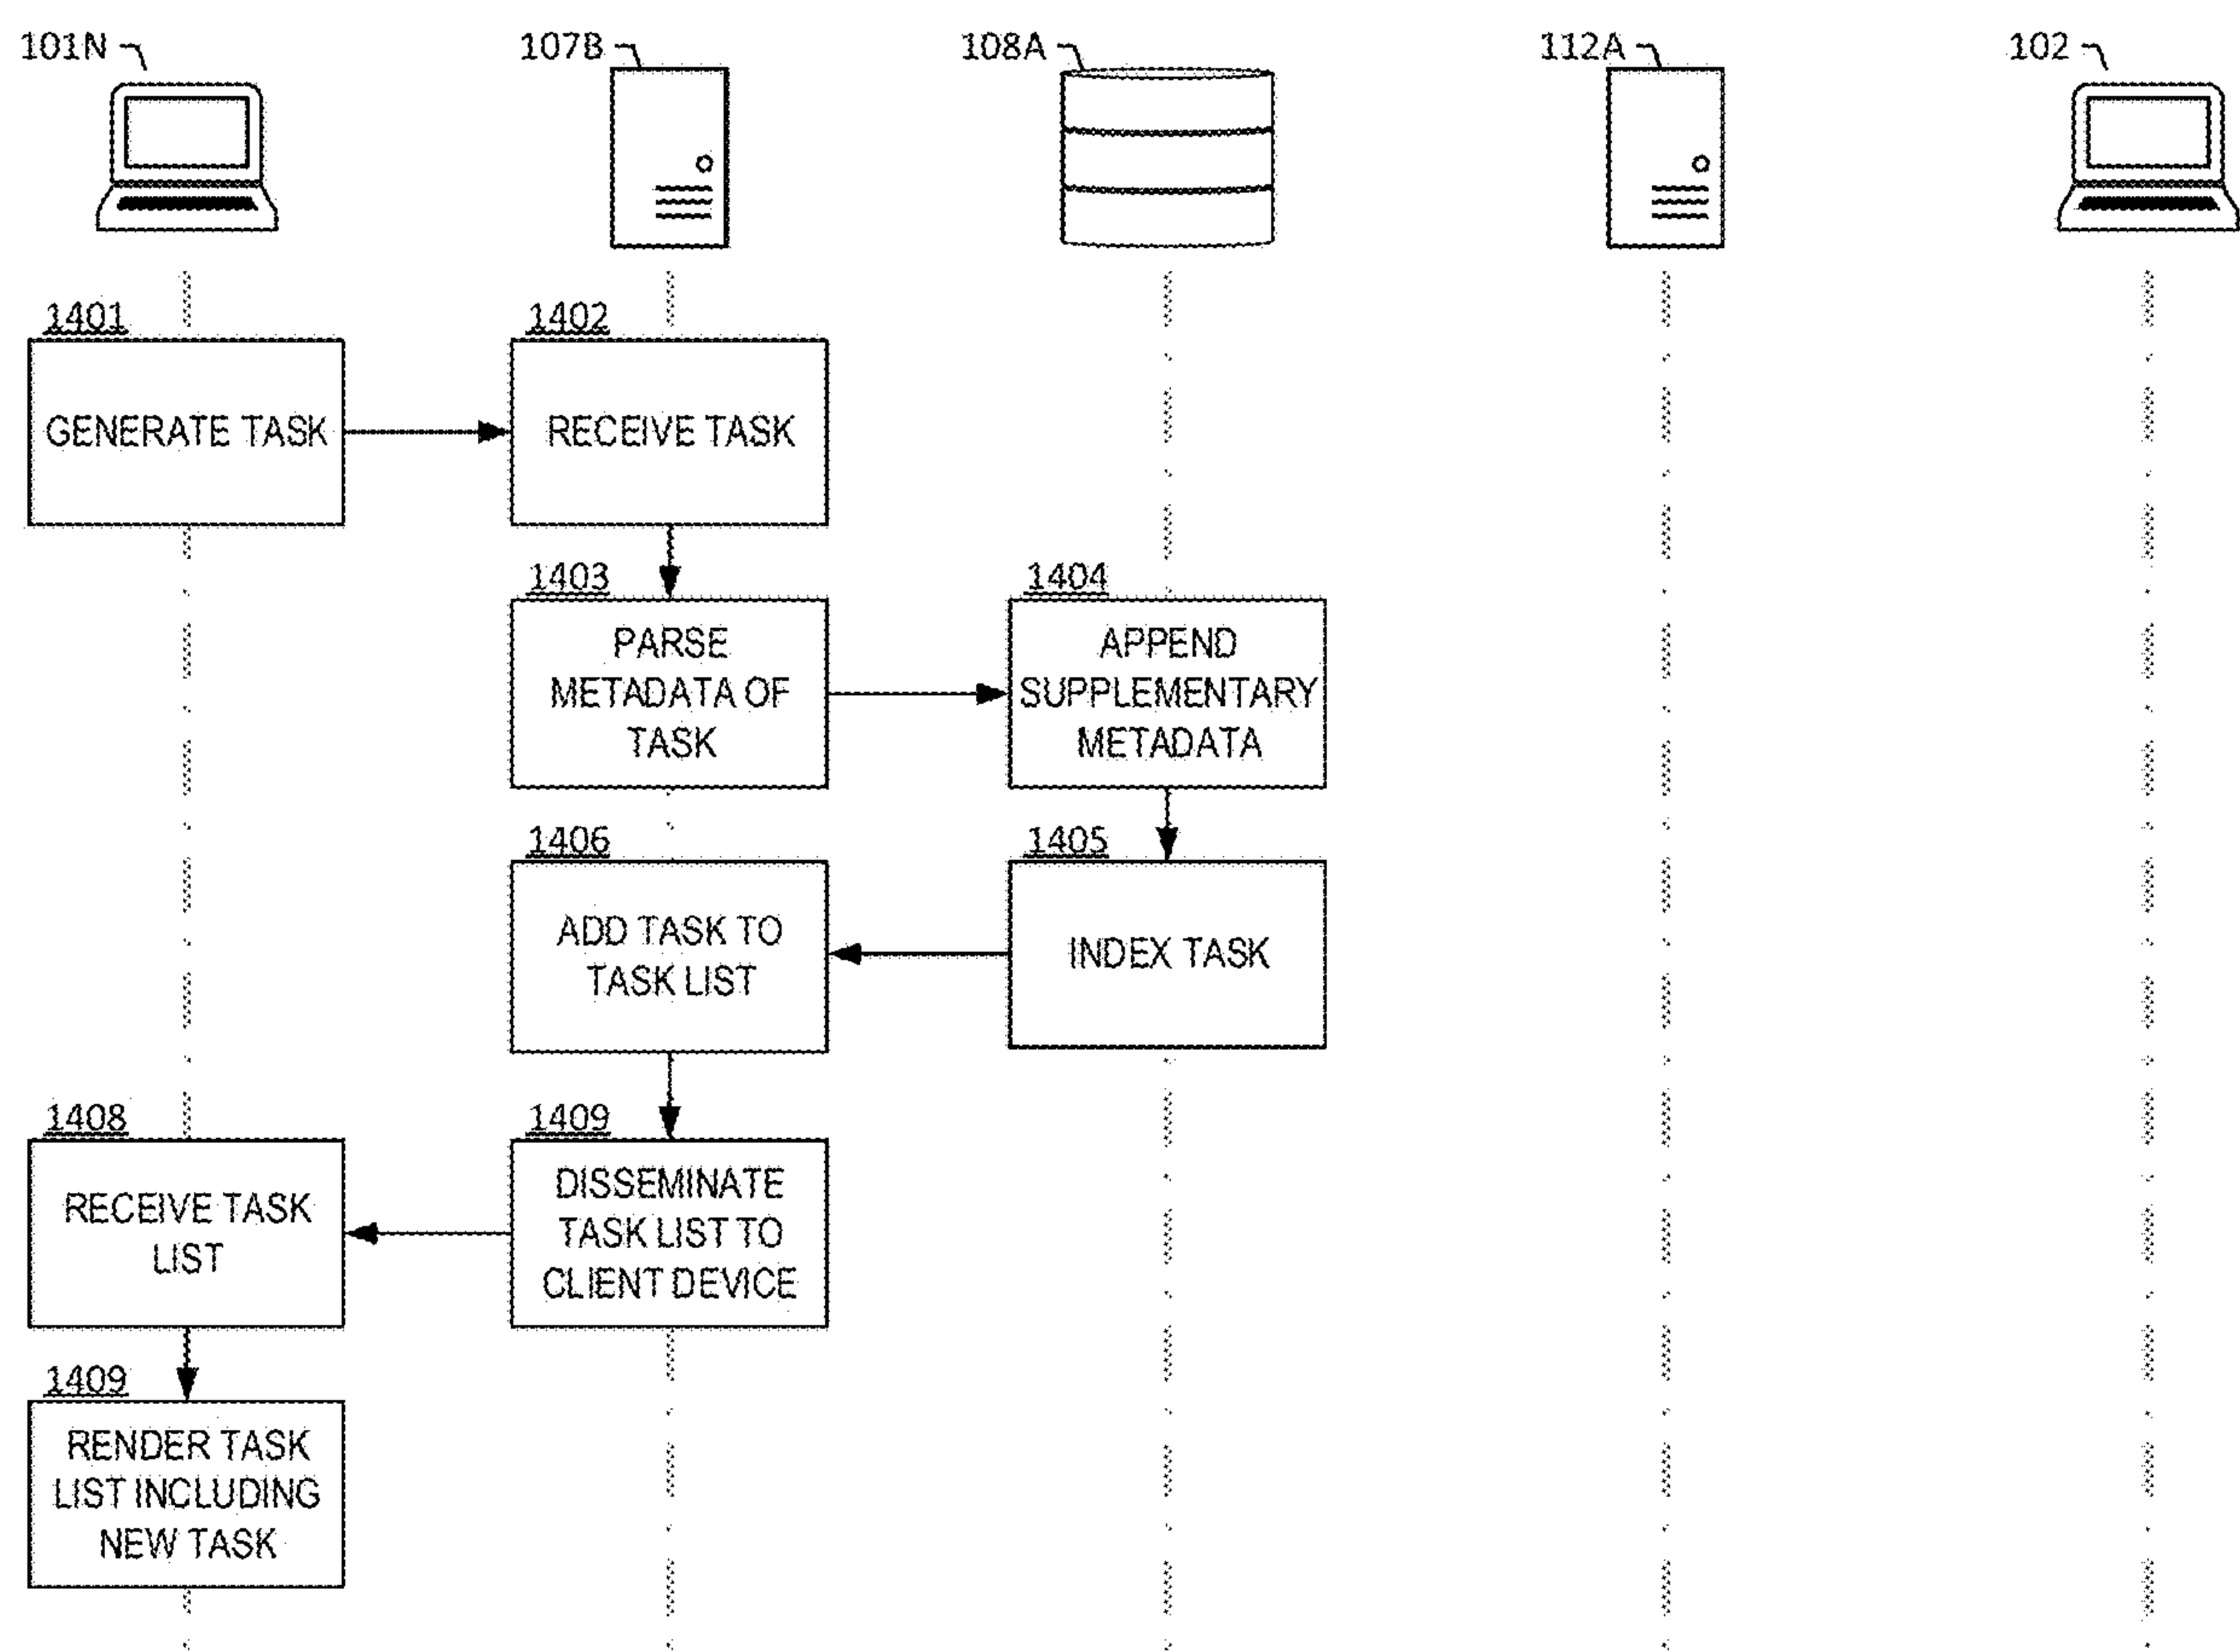 101N
107B
108A
112A
102
1401
GENERATE TASK
1402
RECEIVE TASK
1403
PARSE
METADATA OF
TASK
1404
APPEND
SUPPLEMENTARY
METADATA
1406
ADD TASK TO
TASK LIST
1405
INDEX TASK
1408
RECEIVE TASK
LIST
1409
DISSEMINATE
TASK LIST TO
CLIENT DEVICE
1409
RENDER TASK
LIST INCLUDING
NEW TASK